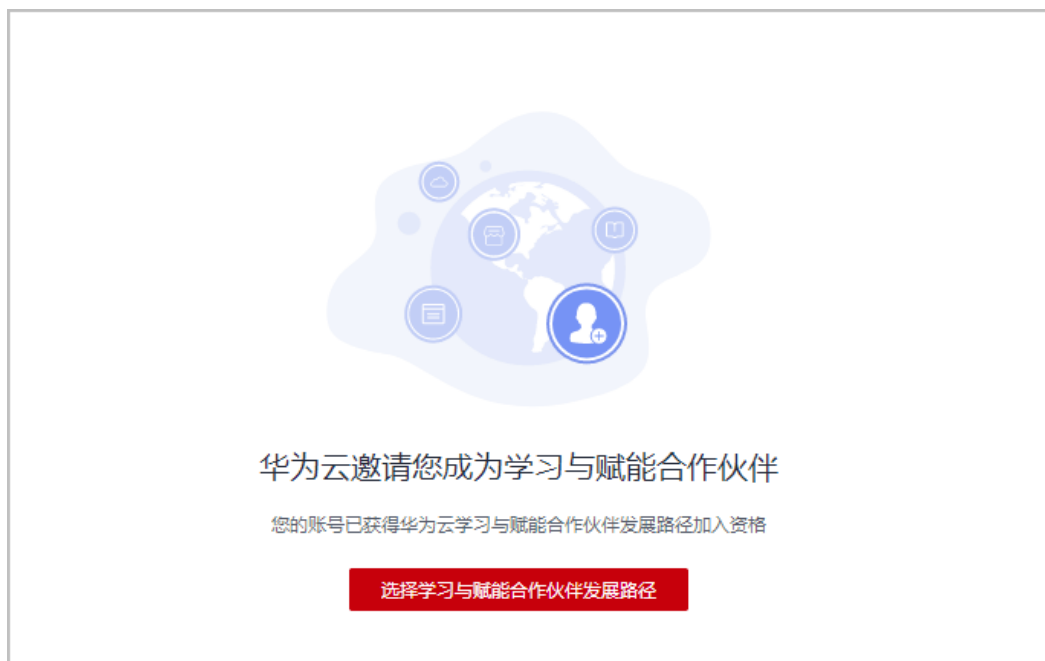 华为云邀请您成为学习与赋能合作伙伴
您的账号已获得华为云学习与赋能合作伙伴发展路径加入资格
选择学习与赋能合作伙伴发展路径